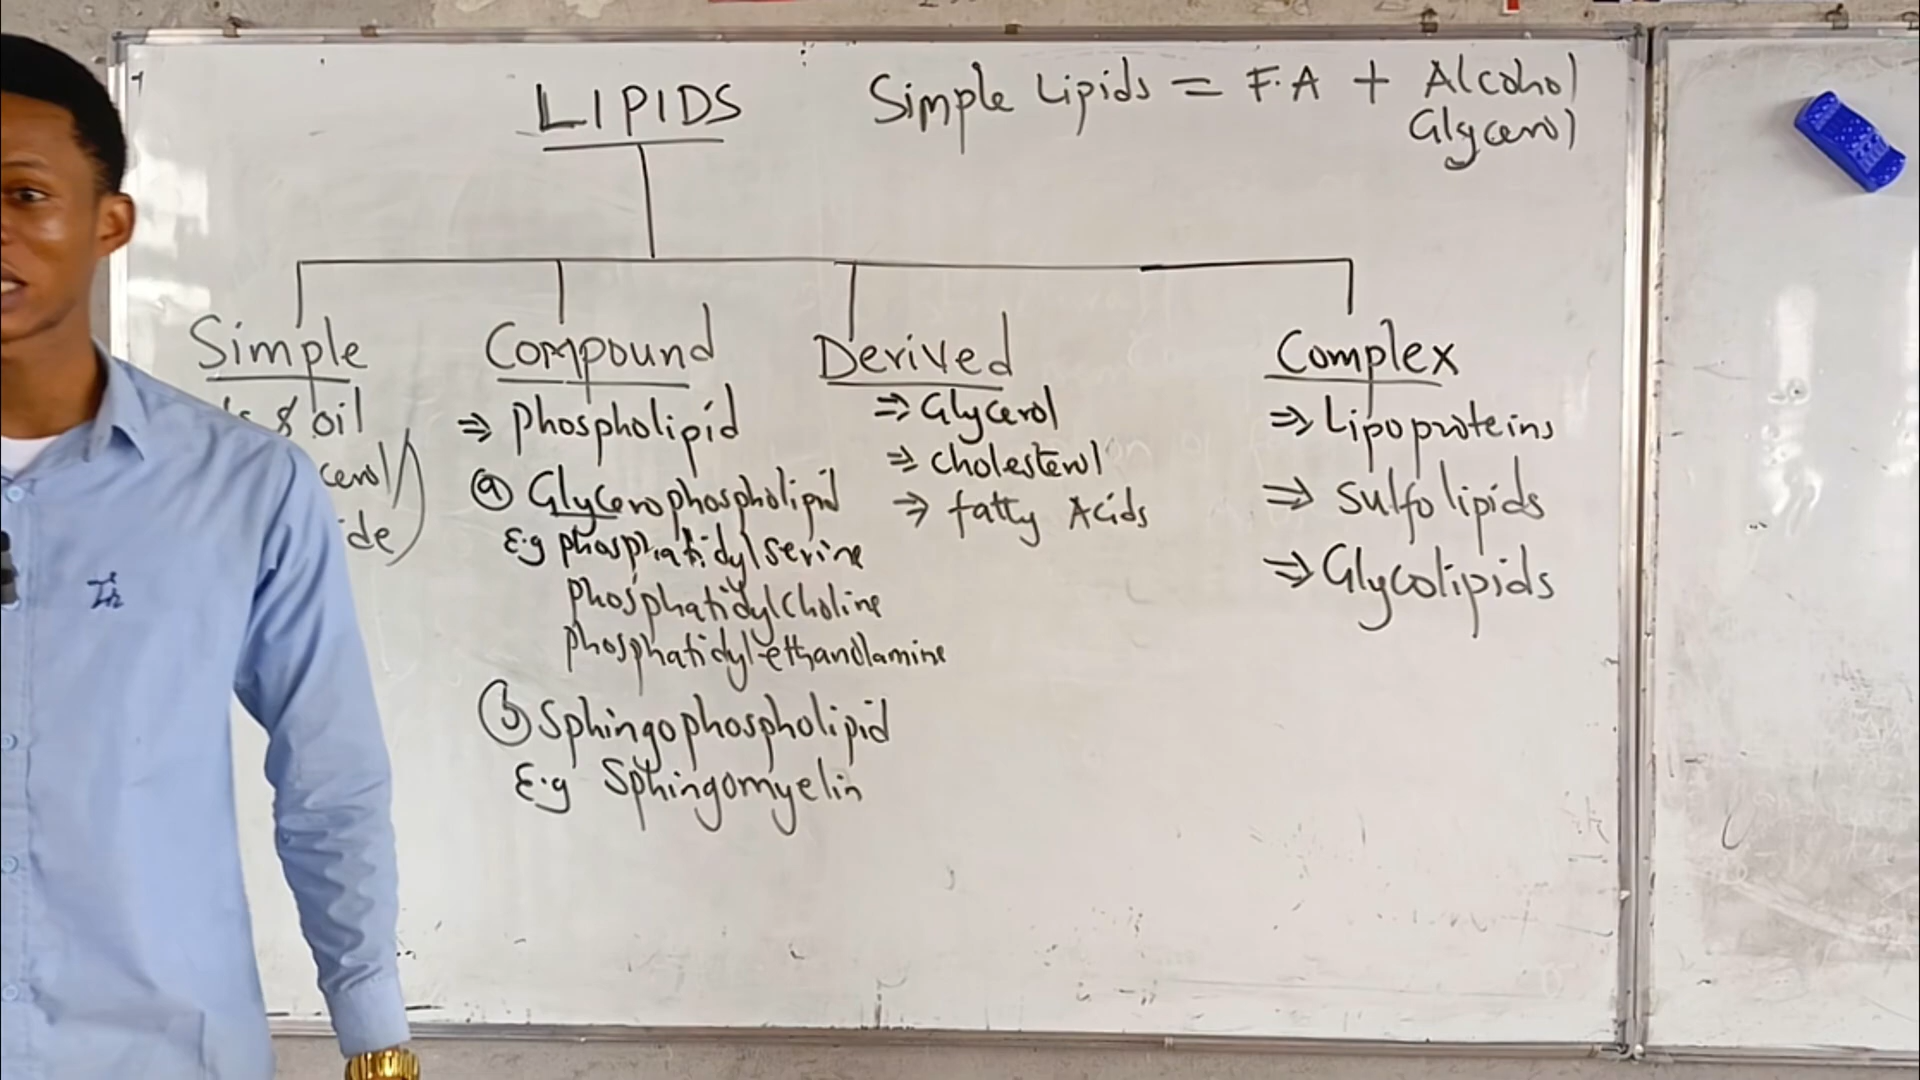 LIPIDS
Simple Lipids = F.A + Alcohol
Glycerol
Simple
& oil
Compound
⇒ Phospholipid
(a) Glycerophospholipid
E.g phosphatidylserine
phosphatidylcholine
phosphatidylethanolamine
(b) Sphingophospholipid
E.g Sphingomyelin
Derived
⇒ Glycerol
⇒ cholesterol
⇒ fatty Acids
Complex
⇒ Lipoproteins
⇒ Sulfolipids
⇒ Glycolipids